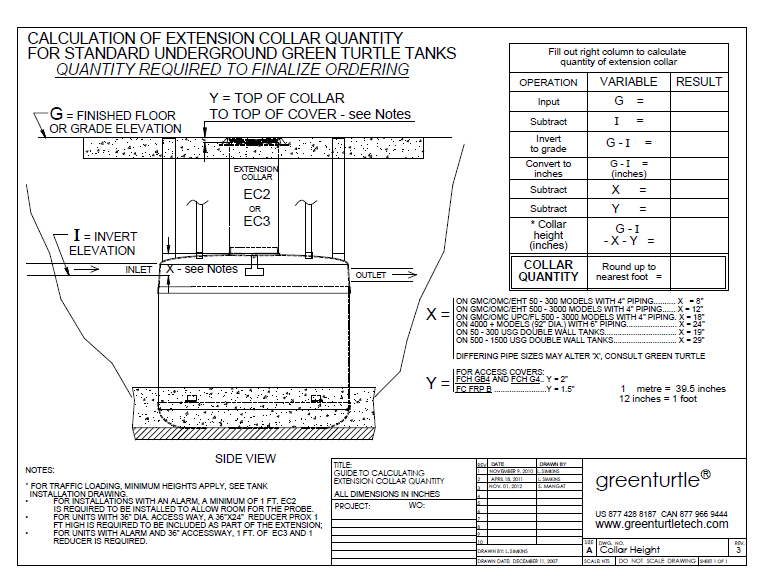 CALCULATION OF EXTENSION COLLAR QUANTITY
FOR STANDARD UNDERGROUND GREEN TURTLE TANKS
QUANTITY REQUIRED TO FINALIZE ORDERING
G = FINISHED FLOOR
OR GRADE ELEVATION
Y = TOP OF COLLAR
TO TOP OF COVER - see Notes
EXTENSION
COLLAR
EC2
OR
EC3
I = INVERT
ELEVATION
INLET
X - see Notes
OUTLET
SIDE VIEW
Fill out right column to calculate
quantity of extension collar
OPERATION VARIABLE RESULT
Input G =
Subtract I =
Invert
to grade G - I =
Convert to
inches G - I =
(inches)
Subtract X =
Subtract Y =
* Collar
height
(inches) G - I
- X - Y =
COLLAR
QUANTITY Round up to
nearest foot =
X =
ON GMC/OMC/EHT 50 - 300 MODELS WITH 4" PIPING.......... X = 8"
ON GMC/OMC/EHT 500 - 3000 MODELS WITH 4" PIPING...... X = 12"
ON GMC/OMC UPC/FL 500 - 3000 MODELS WITH 4" PIPING. X = 18"
ON 4000 + MODELS (92" DIA.) WITH 6" PIPING....................... X = 24"
ON 50 - 300 USG DOUBLE WALL TANKS................................ X = 19"
ON 500 - 1500 USG DOUBLE WALL TANKS............................ X = 29"
DIFFERING PIPE SIZES MAY ALTER 'X', CONSULT GREEN TURTLE
Y =
FOR ACCESS COVERS:
FCH GB4 AND FCH G4.. Y = 2"
FC FRP B ........................Y = 1.5"
1 metre = 39.5 inches
12 inches = 1 foot
NOTES:
* FOR TRAFFIC LOADING, MINIMUM HEIGHTS APPLY, SEE TANK
INSTALLATION DRAWING.
• FOR INSTALLATIONS WITH AN ALARM, A MINIMUM OF 1 FT. EC2
IS REQUIRED TO BE INSTALLED TO ALLOW ROOM FOR THE PROBE.
• FOR UNITS WITH 36" DIA. ACCESS WAY, A 36"X24" REDUCER PROX 1
FT HIGH IS REQUIRED TO BE INCLUDED AS PART OF THE EXTENSION;
• FOR UNITS WITH ALARM AND 36" ACCESSWAY, 1 FT. OF EC3 AND 1
REDUCER IS REQUIRED.
TITLE:
GUIDE TO CALCULATING
EXTENSION COLLAR QUANTITY
ALL DIMENSIONS IN INCHES
PROJECT: WO:
REV DATE DRAWN BY
1 NOVEMBER 9, 2010 L.SIMKINS
2 APRIL 18, 2011 L.SIMKINS
3 NOV. 01, 2012 S. MANGAT
4
5
6
7
8
9
10
DRAWN BY: L.SIMKINS
DRAWN DATE: DECEMBER 11, 2007
greenturtle®
US 877 428 8187 CAN 877 966 9444
www.greenturtletech.com
SIZE
A
DWG. NO.
Collar Height
REV.
3
SCALE: NTS DO NOT SCALE DRAWING SHEET 1 OF 1